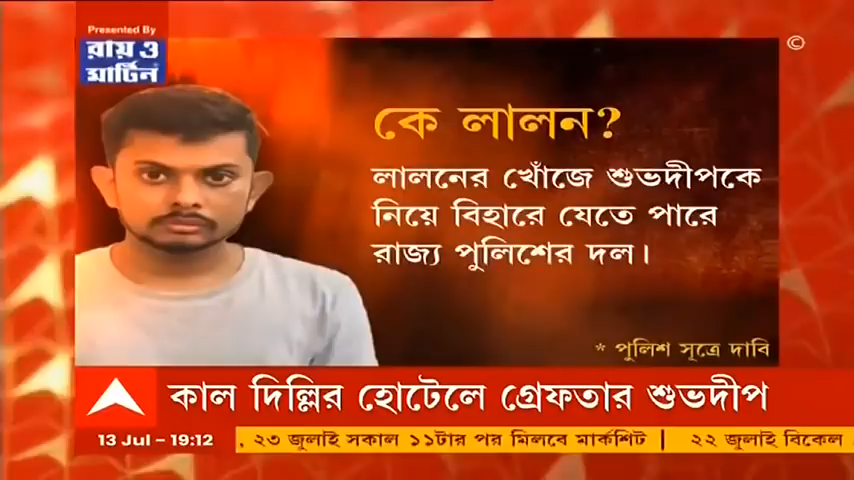 Presented By
রায় ও
মার্টিন
©
কে লালন?
লালনের খোঁজে শুভদীপকে
নিয়ে বিহারে যেতে পারে
রাজ্য পুলিশের দল।
* পুলিশ সূত্রে দাবি
কাল দিল্লির হোটেলে গ্রেফতার শুভদীপ
13 Jul - 19:12
, ২৩ জুলাই সকাল ১১টার পর মিলবে মার্কশিট | ২২ জুলাই বিকেল